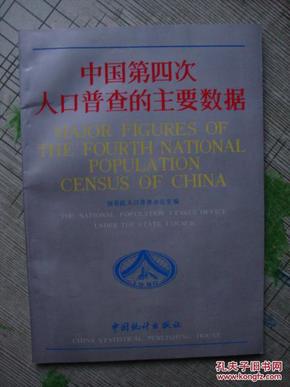 中国第四次
人口普查的主要数据
MAJOR FIGURES OF
THE FOURTH NATIONAL
POPULATION
CENSUS OF CHINA
国务院人口普查办公室编
THE NATIONAL POPULATION CENSUS OFFICE
UNDER THE STATE COUNCIL
1990
中国统计出版社
CHINA STATISTICAL PUBLISHING HOUSE
孔夫子旧书网